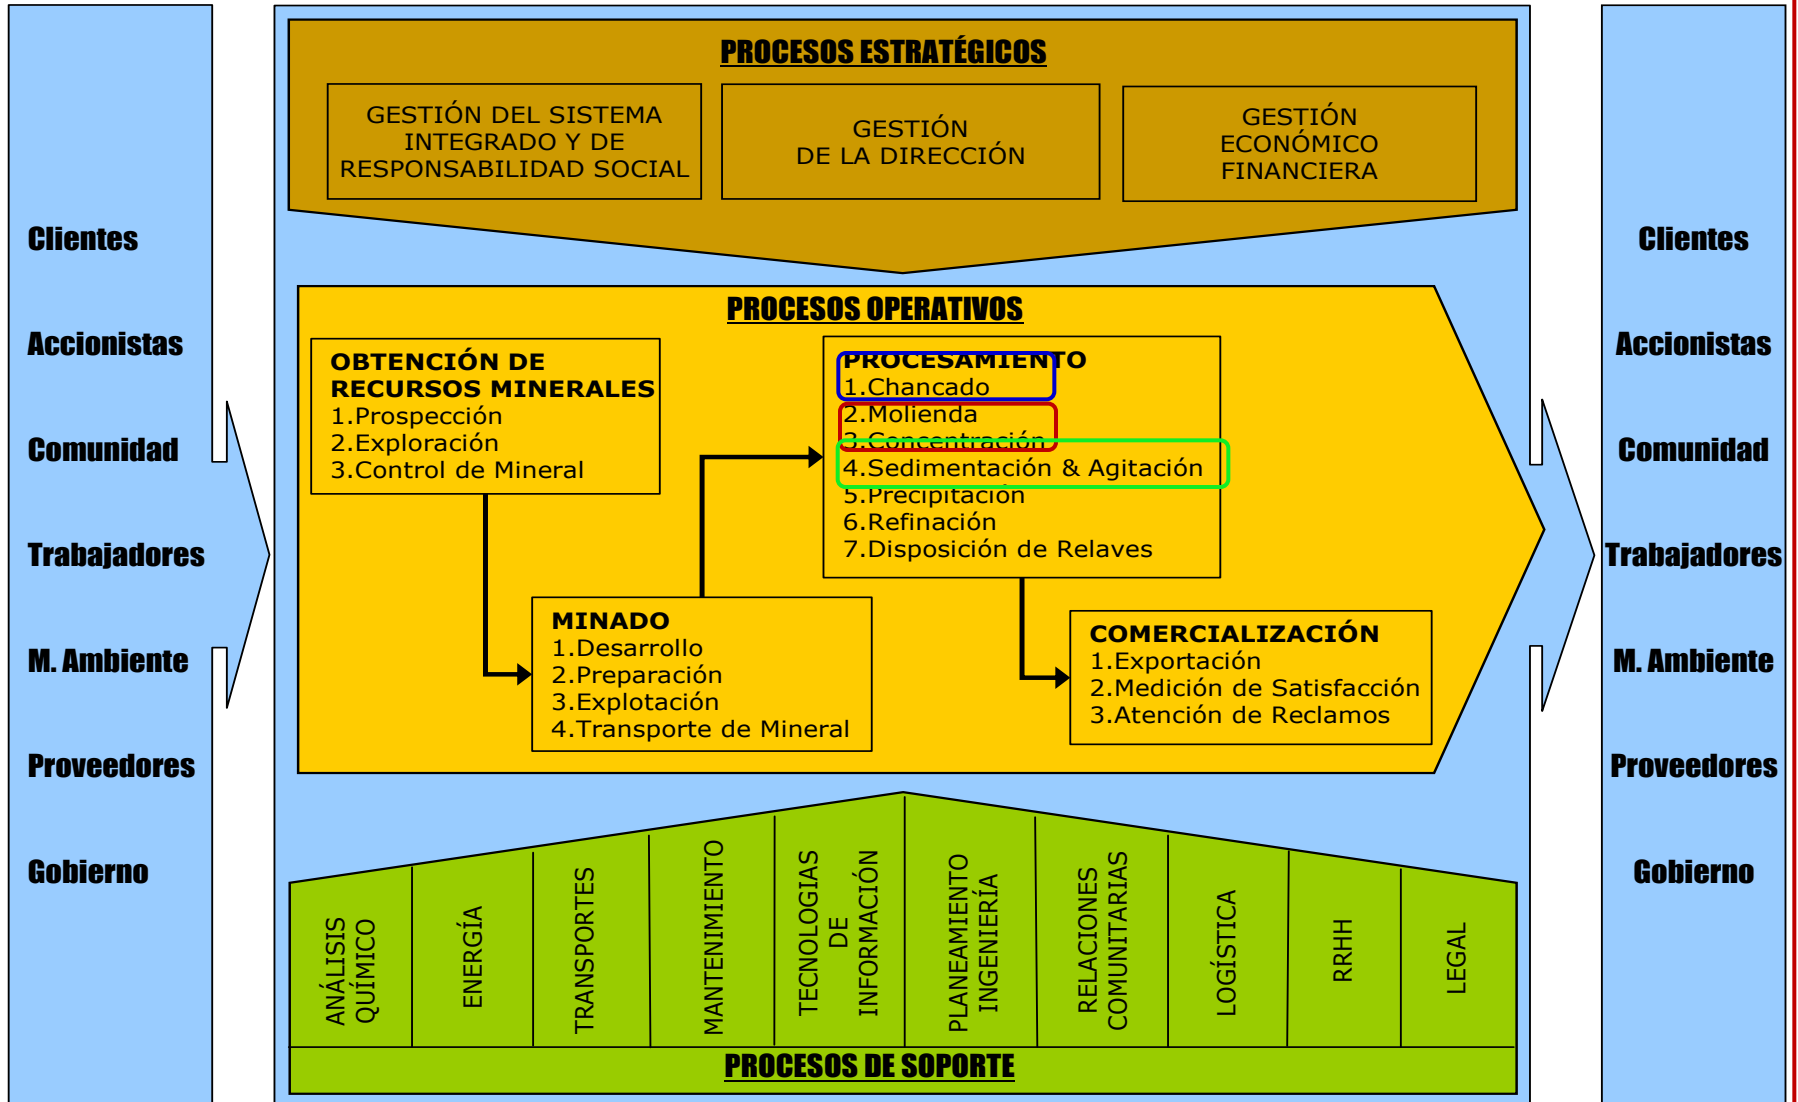 Clientes
Accionistas
Comunidad
Trabajadores
M. Ambiente
Proveedores
Gobierno
PROCESOS ESTRATÉGICOS
GESTIÓN DEL SISTEMA
INTEGRADO Y DE
RESPONSABILIDAD SOCIAL
GESTIÓN
DE LA DIRECCIÓN
GESTIÓN
ECONÓMICO
FINANCIERA
PROCESOS OPERATIVOS
OBTENCIÓN DE
RECURSOS MINERALES
1.Prospección
2.Exploración
3.Control de Mineral
MINADO
1.Desarrollo
2.Preparación
3.Explotación
4.Transporte de Mineral
PROCESAMIENTO
1.Chancado
2.Molienda
3.Concentración
4.Sedimentación & Agitación
5.Precipitación
6.Refinación
7.Disposición de Relaves
COMERCIALIZACIÓN
1.Exportación
2.Medición de Satisfacción
3.Atención de Reclamos
ANÁLISIS
QUÍMICO
ENERGÍA
TRANSPORTES
MANTENIMIENTO
TECNOLOGIAS
DE
INFORMACIÓN
PLANEAMIENTO
INGENIERÍA
RELACIONES
COMUNITARIAS
LOGÍSTICA
RRHH
LEGAL
PROCESOS DE SOPORTE
Clientes
Accionistas
Comunidad
Trabajadores
M. Ambiente
Proveedores
Gobierno